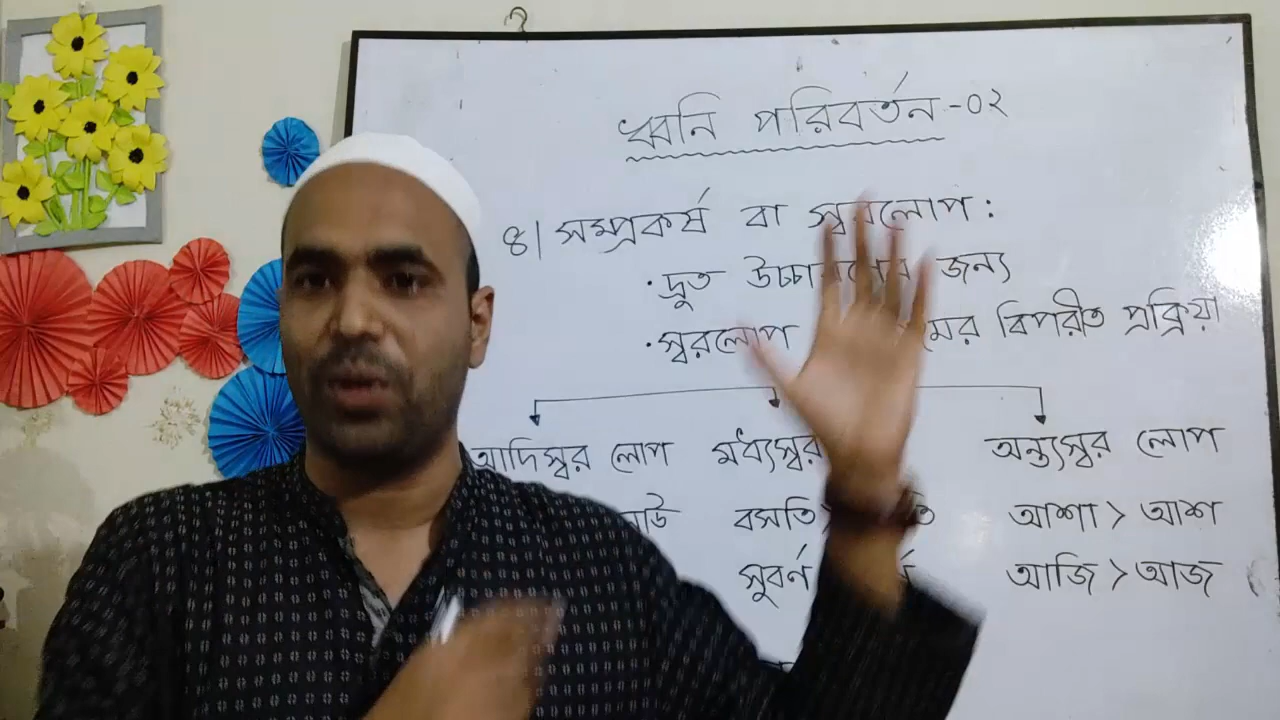 ধ্বনি পরিবর্তন -০২
৪। সম্প্রকর্ষ বা স্বরলোপ :
· দ্রুত উচ্চারণের জন্য
· স্বরলোপ বিপরীত প্রক্রিয়া
আদিস্বর লোপ মধ্যস্বর অন্ত্যস্বর লোপ
বসতি > আশা > আশ
সুবর্ন আজি > আজ